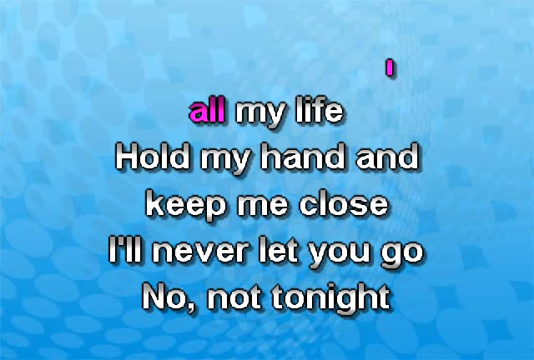 I
all my life
Hold my hand and
keep me close
I'll never let you go
No, not tonight